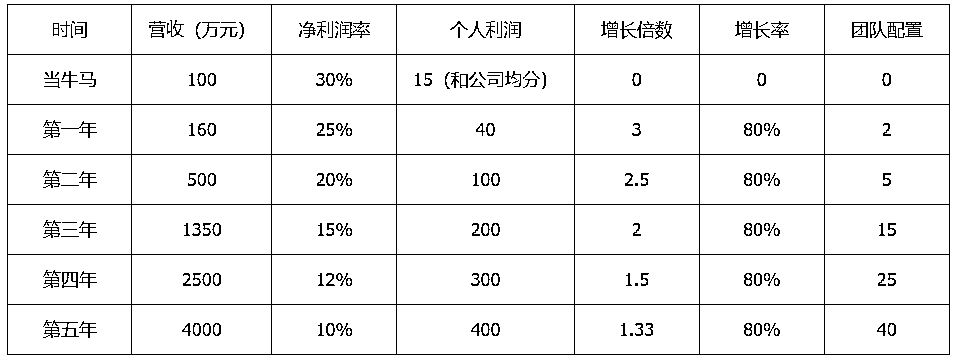 时间 营收（万元） 净利润率 个人利润 增长倍数 增长率 团队配置
当牛马 100 30% 15（和公司均分） 0 0 0
第一年 160 25% 40 3 80% 2
第二年 500 20% 100 2.5 80% 5
第三年 1350 15% 200 2 80% 15
第四年 2500 12% 300 1.5 80% 25
第五年 4000 10% 400 1.33 80% 40